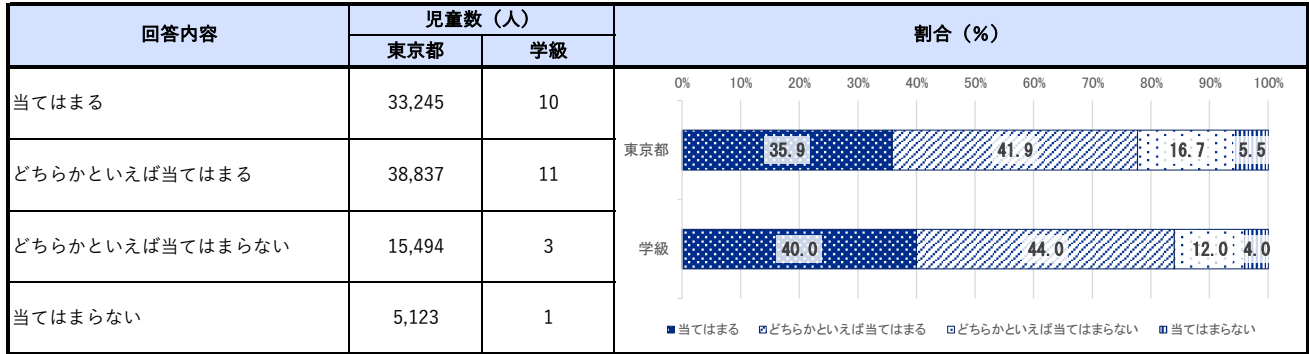 回答内容 児童数（人） 割合（%）
東京都 学級
当てはまる 33,245 10
どちらかといえば当てはまる 38,837 11
どちらかといえば当てはまらない 15,494 3
当てはまらない 5,123 1
0% 10% 20% 30% 40% 50% 60% 70% 80% 90% 100%
東京都 35.9 41.9 16.7 5.5
学級 40.0 44.0 12.0 4.0
当てはまる どちらかといえば当てはまる どちらかといえば当てはまらない 当てはまらない